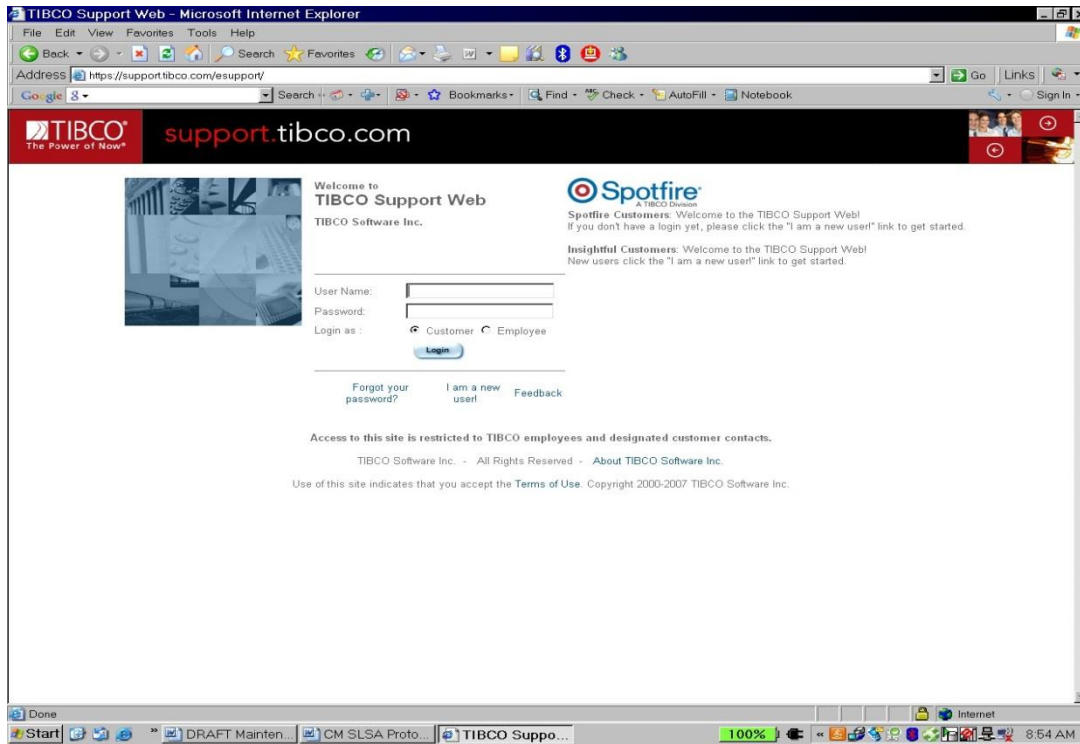 TIBCO Support Web - Microsoft Internet Explorer
File Edit View Favorites Tools Help
Back Search Favorites
Address https://support.tibco.com/esupport/ Go Links
Google Search Bookmarks Find Check AutoFill Notebook Sign In
TIBCO®
The Power of Now®
support.tibco.com
Welcome to
TIBCO Support Web
TIBCO Software Inc.
Spotfire
A TIBCO Division
Spotfire Customers: Welcome to the TIBCO Support Web!
If you don't have a login yet, please click the "I am a new user!" link to get started.
Insightful Customers: Welcome to the TIBCO Support Web!
New users click the "I am a new user!" link to get started.
User Name:
Password:
Login as : Customer Employee
Login
Forgot your password?
I am a new user!
Feedback
Access to this site is restricted to TIBCO employees and designated customer contacts.
TIBCO Software Inc. - All Rights Reserved - About TIBCO Software Inc.
Use of this site indicates that you accept the Terms of Use. Copyright 2000-2007 TIBCO Software Inc.
Done Internet
Start DRAFT Mainten... CM SLSA Proto... TIBCO Suppo... 100% 8:54 AM